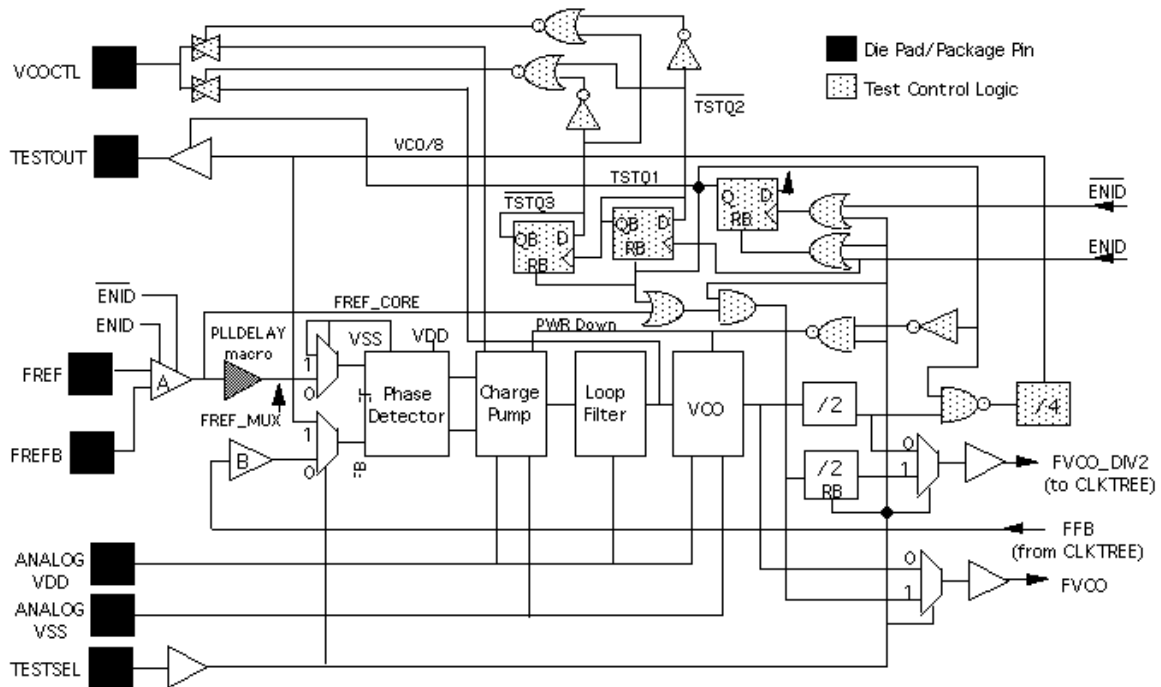 VCOCTL
Die Pad/Package Pin
Test Control Logic
TSTQ2
TESTOUT
VCO/8
TSTQ1
ENID
TSTQ3
Q D
RB
QB D
RB
QB D
RB
ENID
ENID
ENID
FREF_CORE
PLLDELAY
macro
VSS
VDD
PWR Down
FREF
A
1
0
Phase
Detector
Charge
Pump
Loop
Filter
VCO
/2
/4
FREF_MUX
FREFB
B
1
0
/2
RB
0
1
FVCO_DIV2
(to CLKTREE)
FFB
(from CLKTREE)
ANALOG
VDD
0
1
FVCO
ANALOG
VSS
TESTSEL